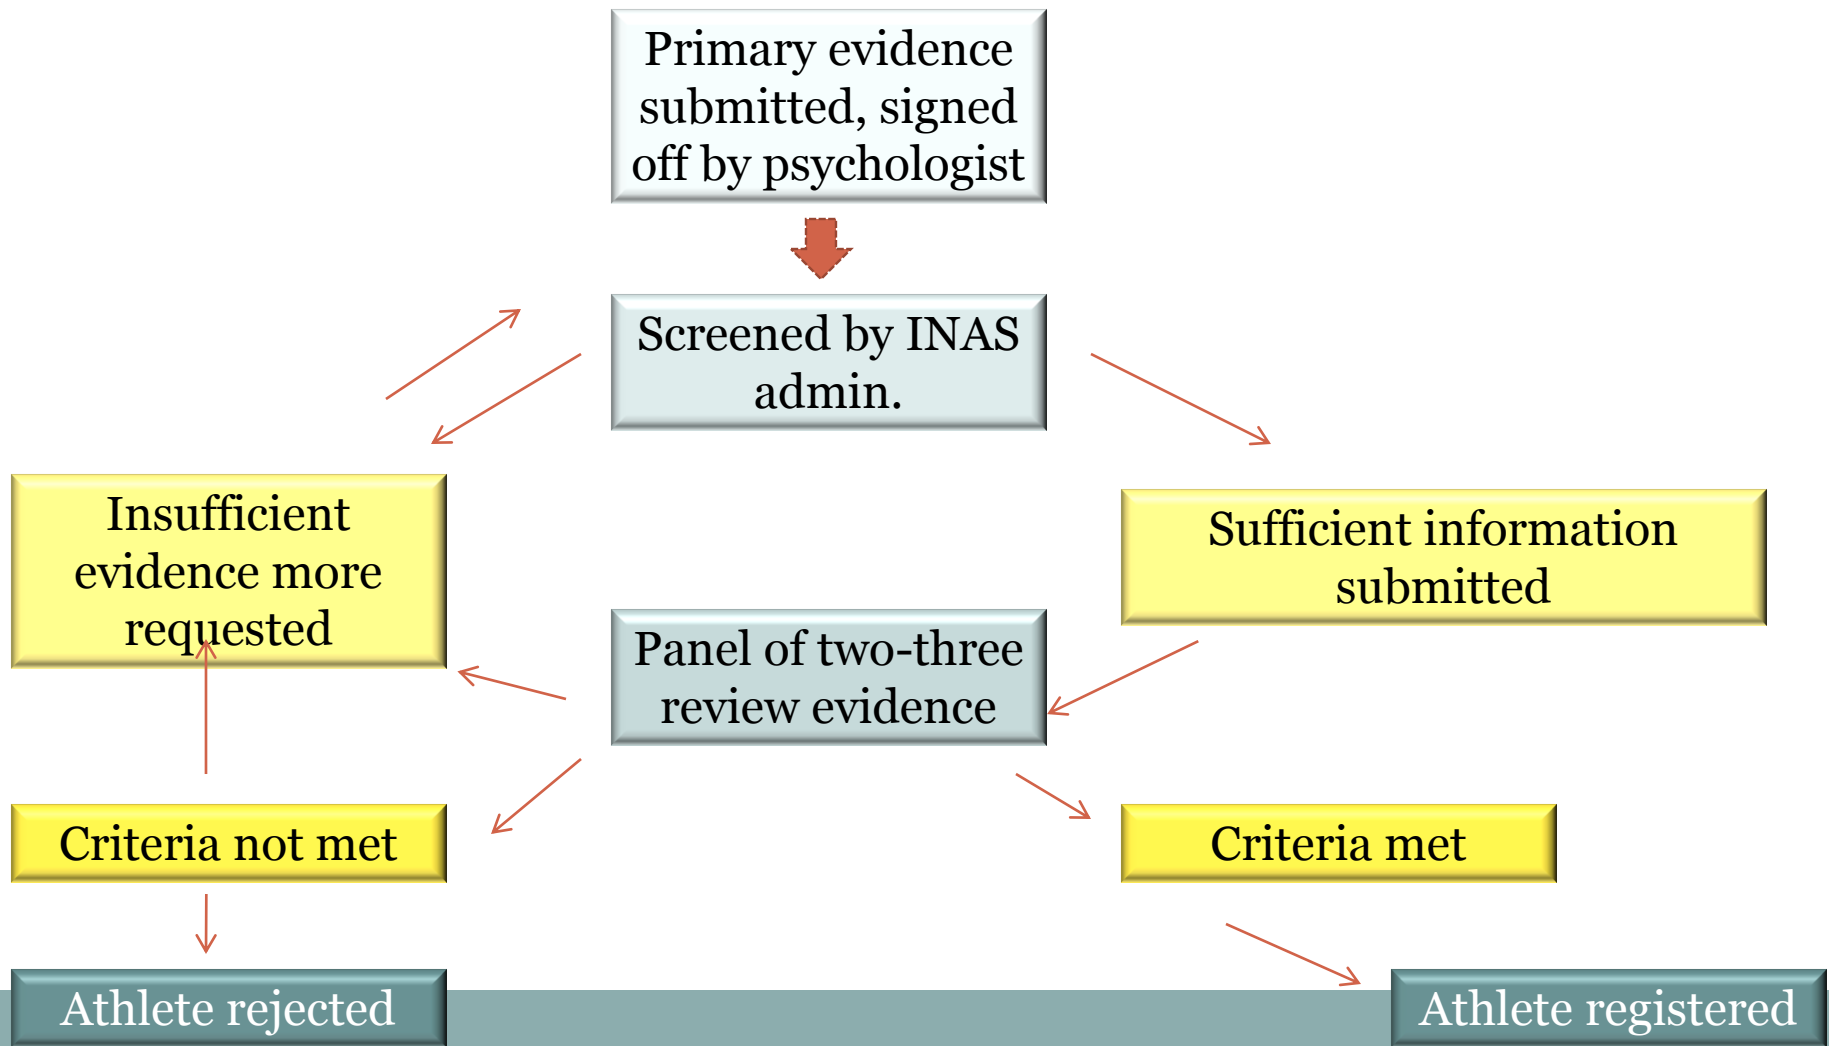 Primary evidence
submitted, signed
off by psychologist
Screened by INAS
admin.
Insufficient
evidence more
requested
Sufficient information
submitted
Panel of two-three
review evidence
Criteria not met
Criteria met
Athlete rejected
Athlete registered